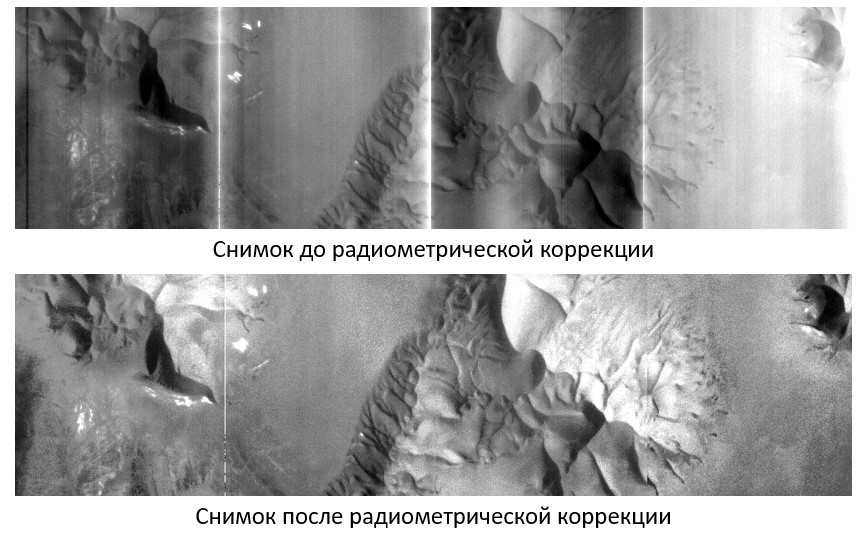 Снимок до радиометрической коррекции
Снимок после радиометрической коррекции